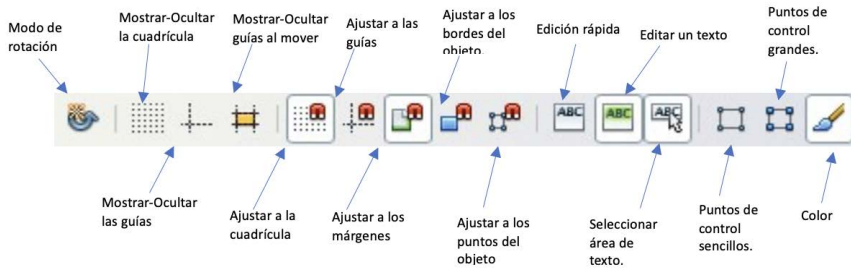 Modo de
rotación
Mostrar-Ocultar
la cuadrícula
Mostrar-Ocultar
guías al mover
Ajustar a las
guías
Ajustar a los
bordes del
objeto.
Edición rápida
Editar un texto
Puntos de
control
grandes.
ABC
ABC
ABC
Mostrar-Ocultar
las guías
Ajustar a la
cuadrícula
Ajustar a los
márgenes
Ajustar a los
puntos del
objeto
Seleccionar
área de
texto.
Puntos de
control
sencillos.
Color